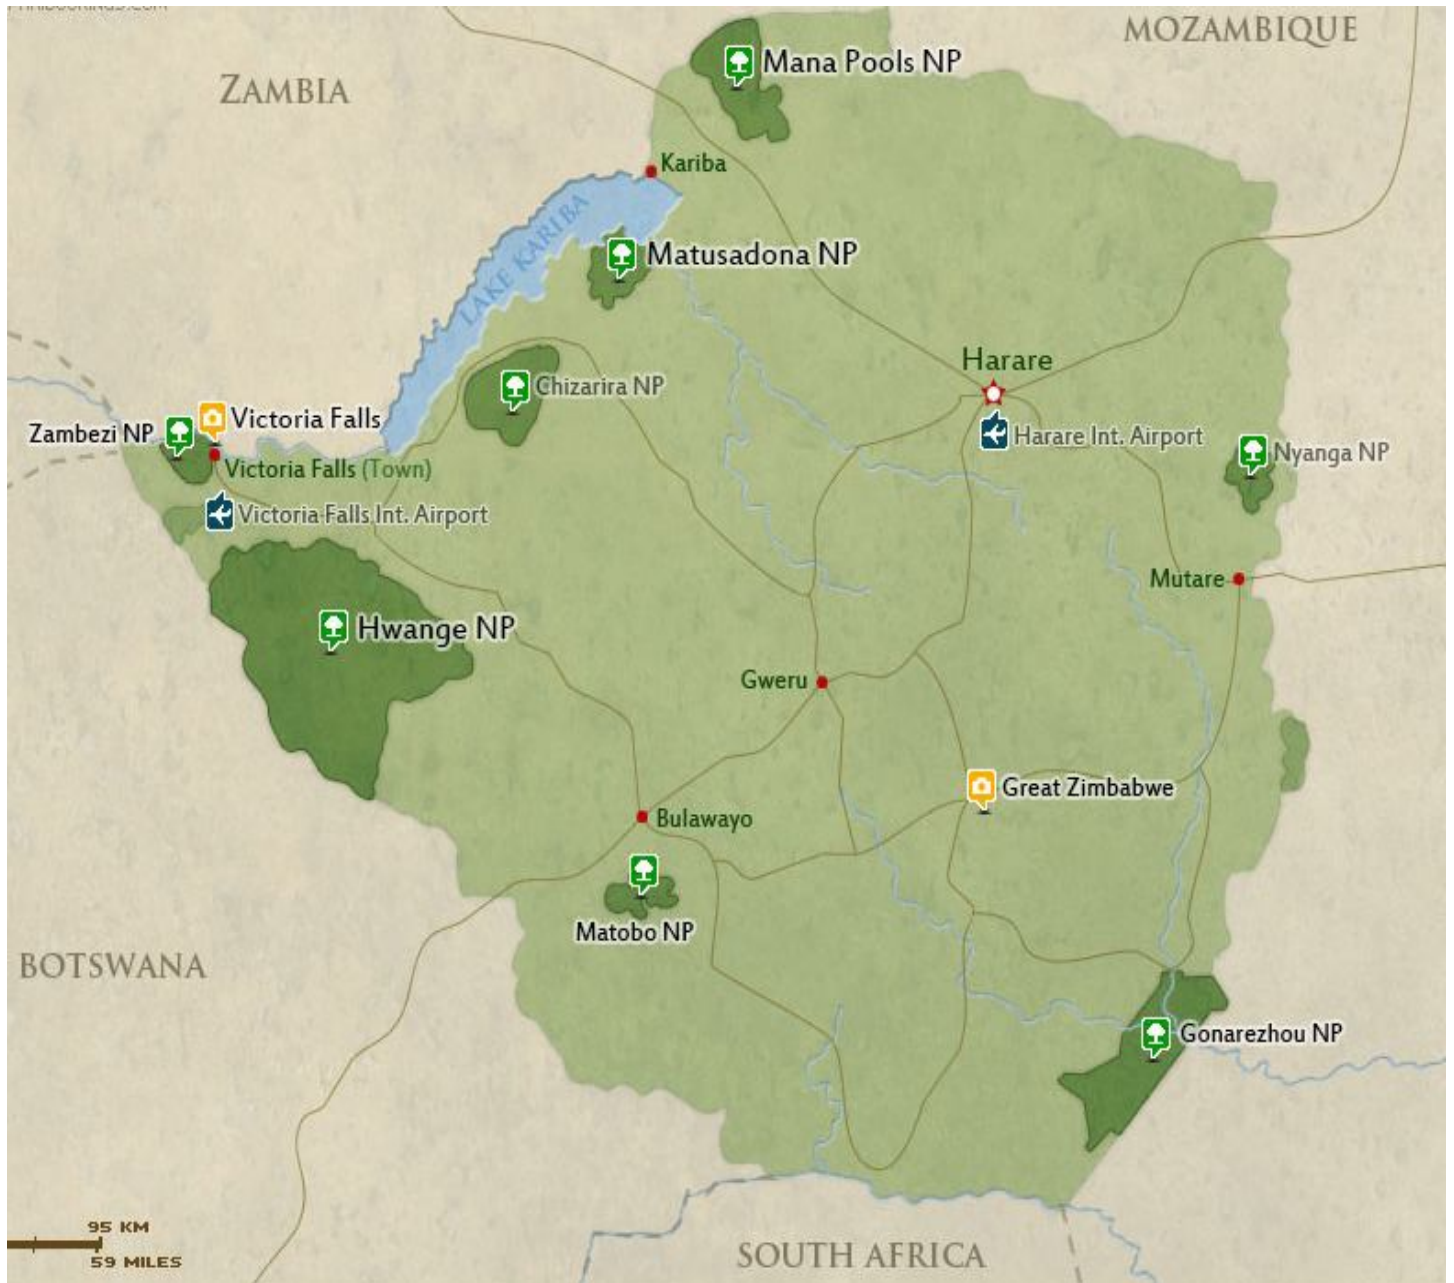 MOZAMBIQUE
Mana Pools NP
ZAMBIA
Kariba
LAKE KARIBA
Matusadona NP
Harare
Chizarira NP
Victoria Falls
Zambezi NP
Harare Int. Airport
Nyanga NP
Victoria Falls (Town)
Victoria Falls Int. Airport
Mutare
Hwange NP
Gweru
Great Zimbabwe
Bulawayo
Matobo NP
BOTSWANA
Gonarezhou NP
95 KM
59 MILES
SOUTH AFRICA